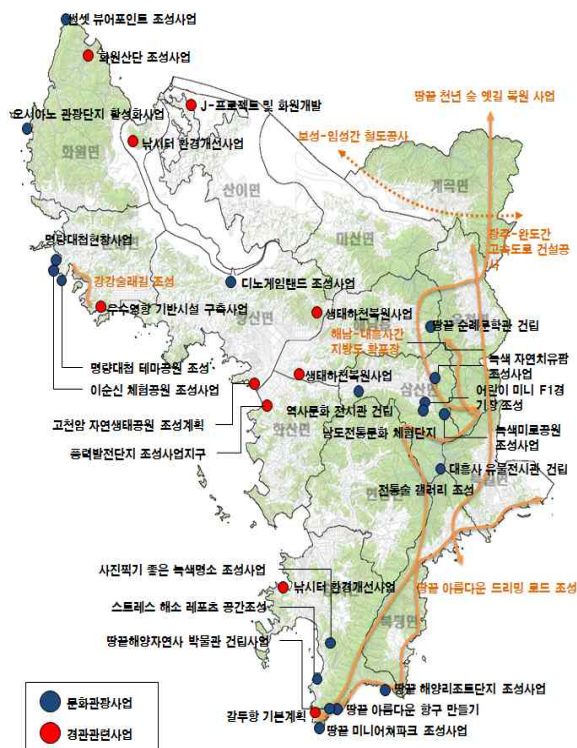 썬셋 뷰어포인트 조성사업
화원산단 조성사업
J-프로젝트 및 화원개발
땅끝 천년 숲 옛길 복원 사업
오시아노 관광단지 활성화사업
낚시터 환경개선사업
보성-임성간 철도공사
화원면
산이면
계곡면
마산면
명량대첩현창사업
광주-완도간
고속도로 건설공
사
강강술래길 조성
디노게임랜드 조성사업
우수영항 기반시설 구축사업
생태하천복원사업
황산면
옥천면
땅끝 순례문학관 건립
해남-대흥사간
지방도 확포장
녹색 자연치유팜
조성사업
명량대첩 테마공원 조성
생태하천복원사업
삼산면
어린이 미니 F1경
기장 조성
이순신 체험공원 조성사업
역사문화 전시관 건립
고천암 자연생태공원 조성계획
화산면
남도전통문화 체험단지
녹색미로공원
조성사업
풍력발전단지 조성사업지구
대흥사 유물전시관 건립
전통술 갤러리 조성
사진찍기 좋은 녹색명소 조성사업
낚시터 환경개선사업
땅끝 아름다운 드리밍 로드 조성
스트레스 해소 레포츠 공간조성
북평면
땅끝해양자연사 박물관 건립사업
땅끝 해양리조트단지 조성사업
문화관광사업
갈두항 기본계획
땅끝 아름다운 항구 만들기
경관관련사업
땅끝 미니어쳐파크 조성사업